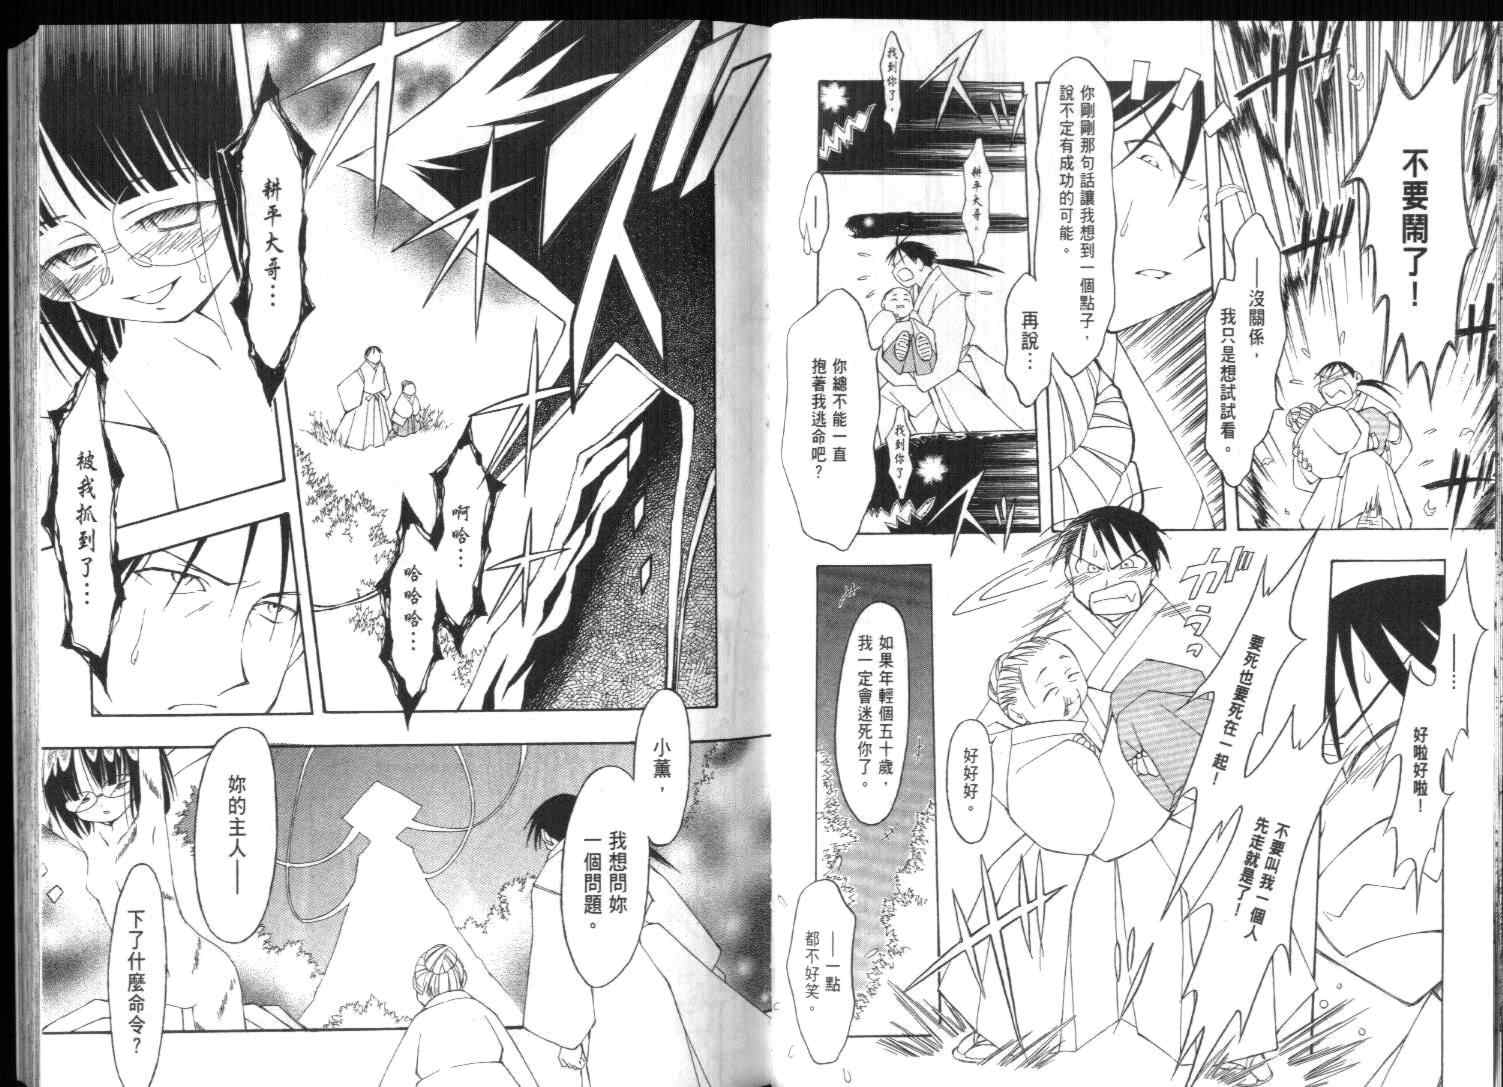 不要鬧了！
——沒關係，
我只是想試試看。
你剛剛那句話讓我想到一個點子，
說不定有成功的可能。
再說…
找到你了。
耕平大哥。
找到你了。
你總不能一直
抱著我逃命吧？
………
好啦好啦！
不要叫我一個人
先走就是了！
要死也要死在一起！
ガ
ラ
ッ
好好好。
如果年輕個五十歲，
我一定會迷死你了。
——一點
都不好笑。
耕平大哥…
啊哈…
哈哈哈…
被我抓到了…
小薰，
我想問妳
一個問題。
妳的主人——
下了什麼命令？